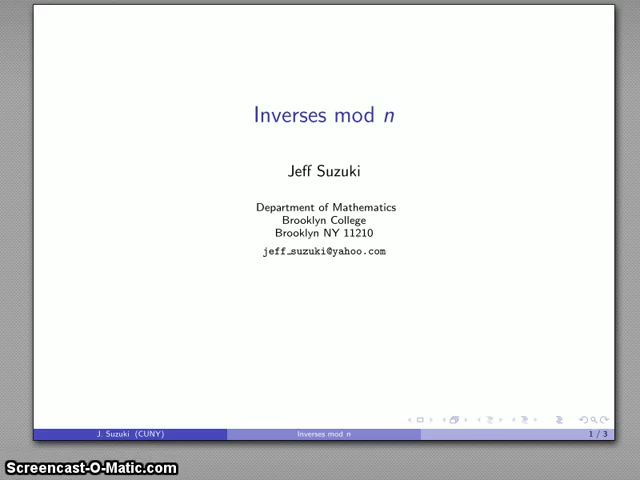 Inverses mod n
Jeff Suzuki
Department of Mathematics
Brooklyn College
Brooklyn NY 11210
jeff_suzuki@yahoo.com
J. Suzuki (CUNY)
Inverses mod n
1 / 3
Screencast-O-Matic.com